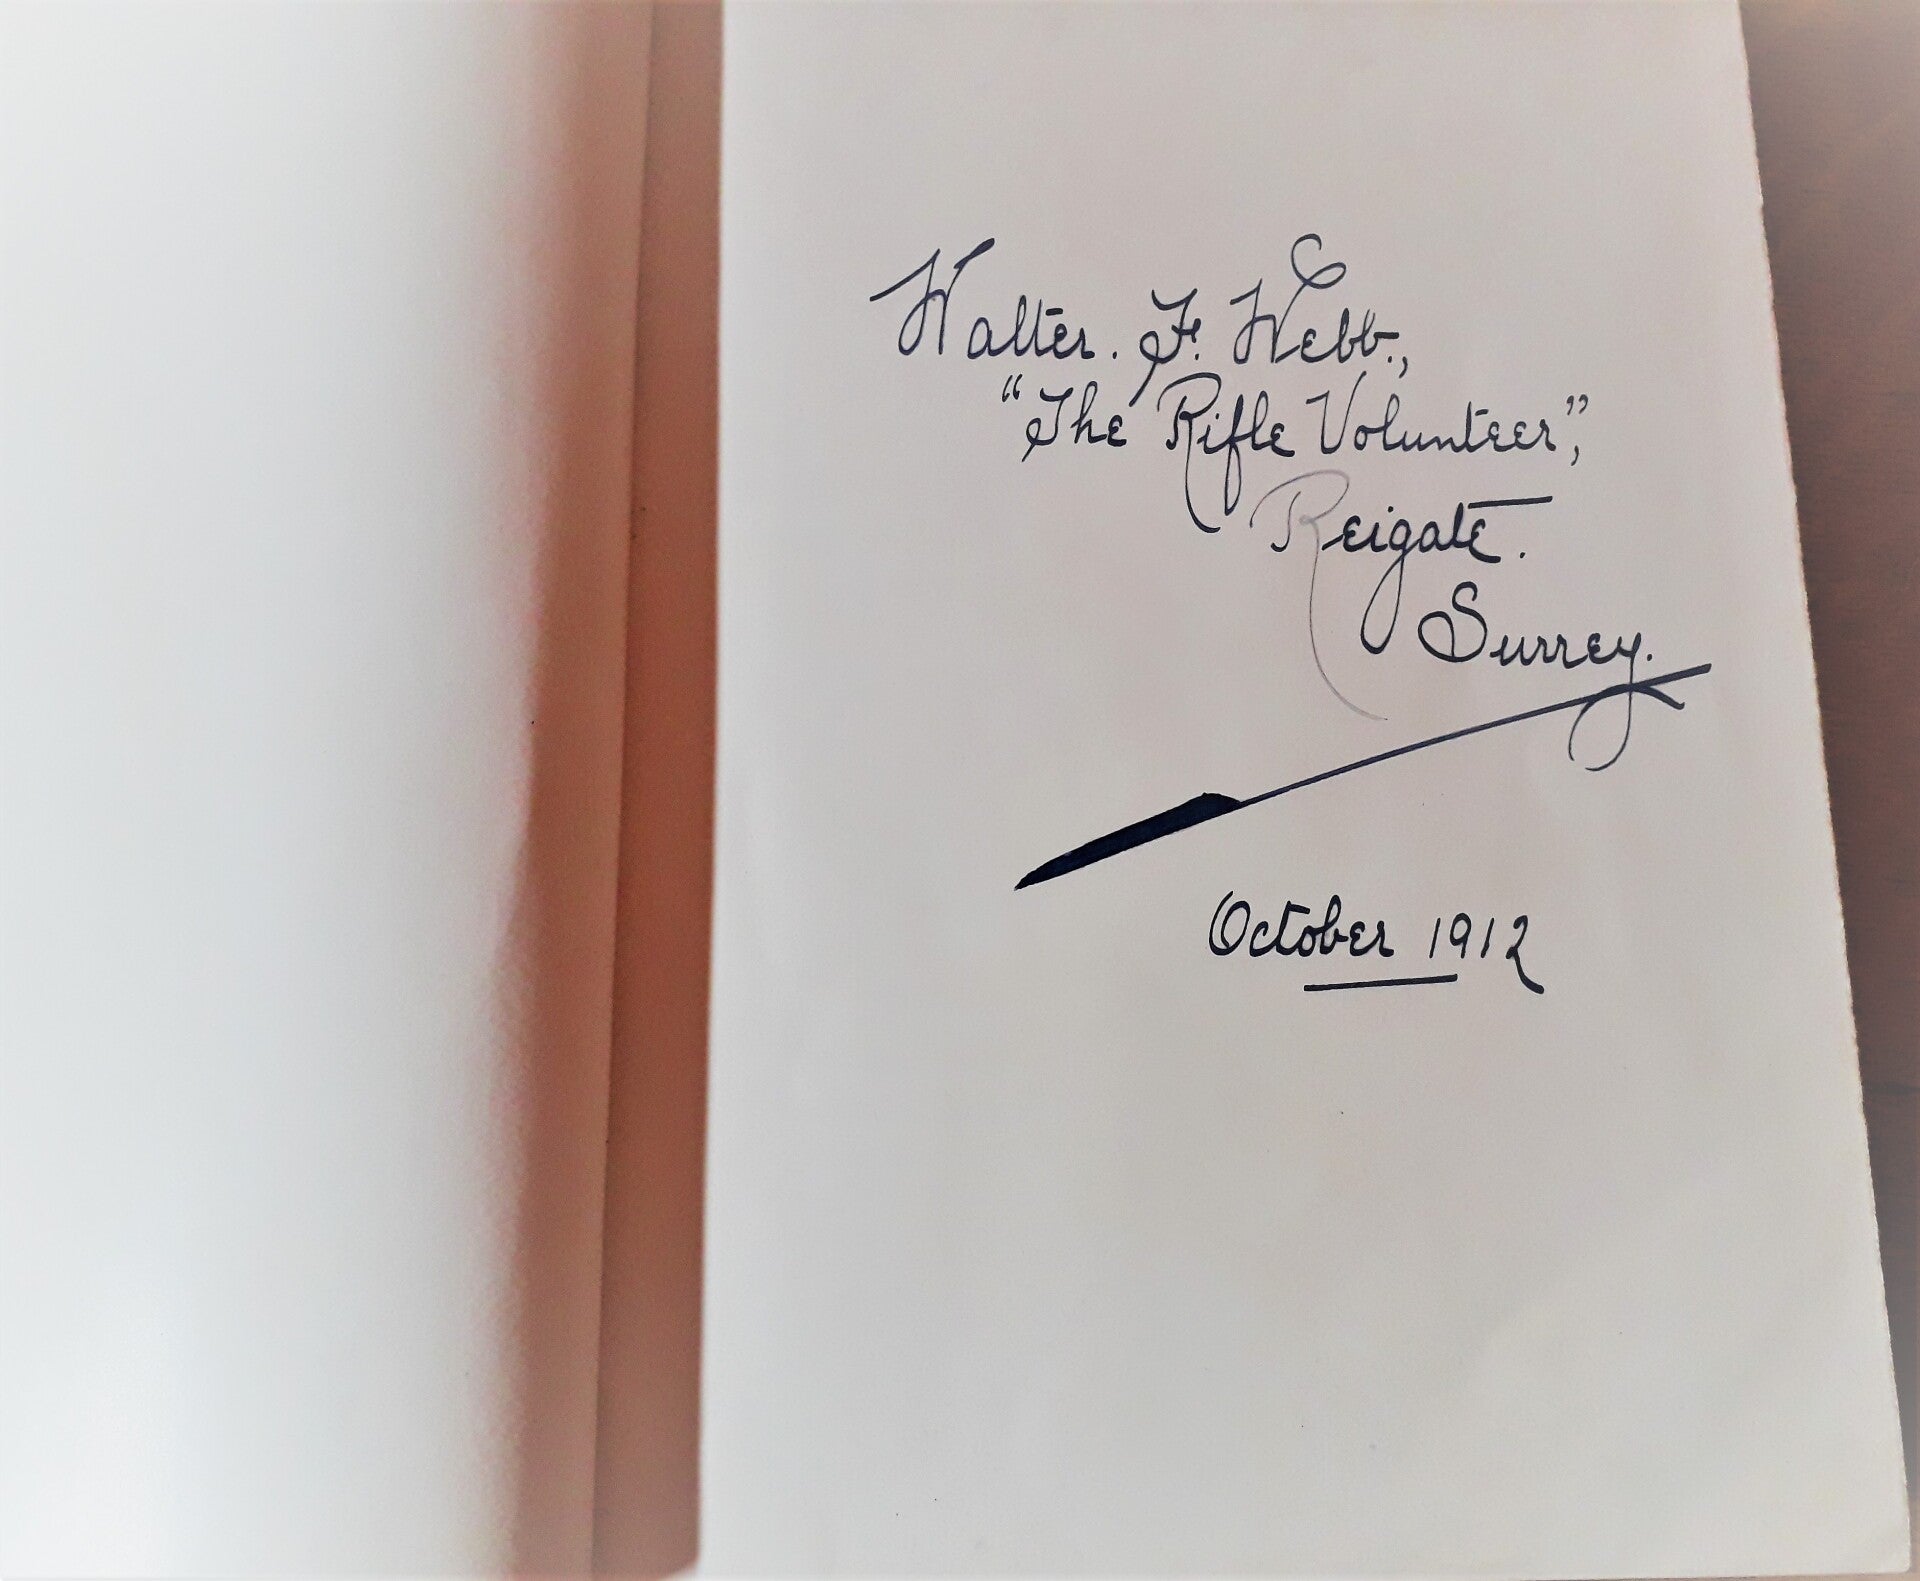 Walter. F. Webb.,
“The Rifle Volunteer”,
Reigate.
Surrey.
October 1912